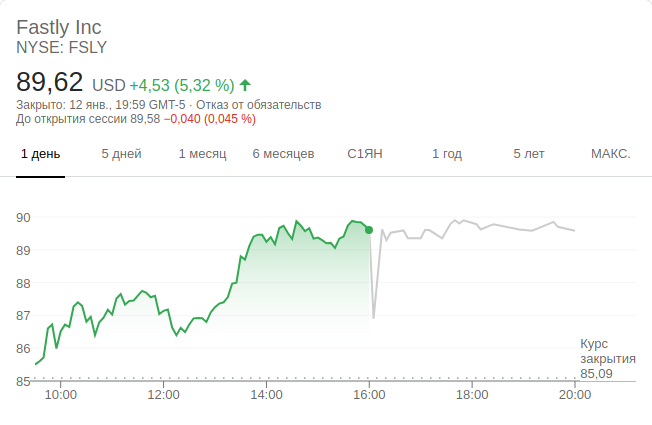 Fastly Inc
NYSE: FSLY
89,62 USD +4,53 (5,32 %)
Закрыто: 12 янв., 19:59 GMT-5 · Отказ от обязательств
До открытия сессии 89,58 −0,040 (0,045 %)
1 день 5 дней 1 месяц 6 месяцев С1ЯН 1 год 5 лет МАКС.
90
89
88
87
86
85
Курс
закрытия
85,09
10:00 12:00 14:00 16:00 18:00 20:00